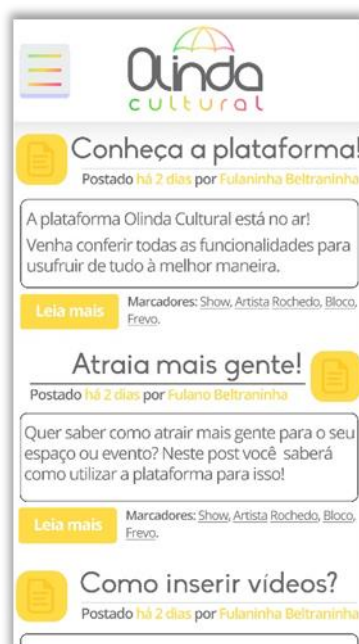 Olinda
cultural
Conheça a plataforma!
Postado há 2 dias por Fulaninha Beltraninha
A plataforma Olinda Cultural está no ar!
Venha conferir todas as funcionalidades para
usufruir de tudo à melhor maneira.
Leia mais
Marcadores: Show, Artista Rochedo, Bloco,
Frevo.
Atraia mais gente!
Postado há 2 dias por Fulano Beltraninha
Quer saber como atrair mais gente para o seu
espaço ou evento? Neste post você saberá
como utilizar a plataforma para isso!
Leia mais
Marcadores: Show, Artista Rochedo, Bloco,
Frevo.
Como inserir vídeos?
Postado há 2 dias por Fulaninha Beltraninha